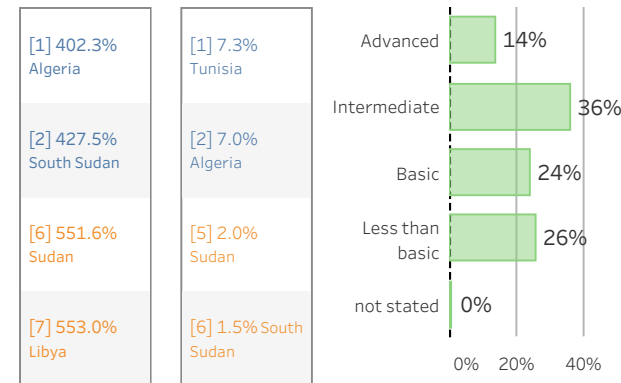 [1] 402.3%
Algeria
[2] 427.5%
South Sudan
[6] 551.6%
Sudan
[7] 553.0%
Libya
[1] 7.3%
Tunisia
[2] 7.0%
Algeria
[5] 2.0%
Sudan
[6] 1.5% South
Sudan
Advanced
14%
Intermediate
36%
Basic
24%
Less than
basic
26%
not stated
0%
0% 20% 40%